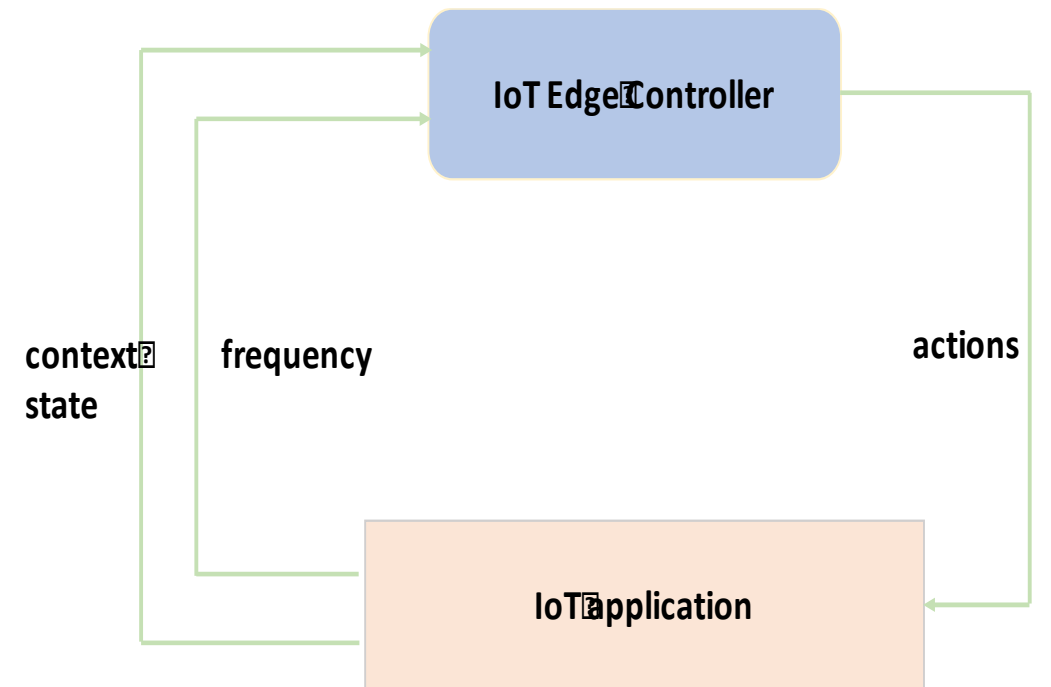 IoT Edge Controller
context
state
frequency
actions
IoT application